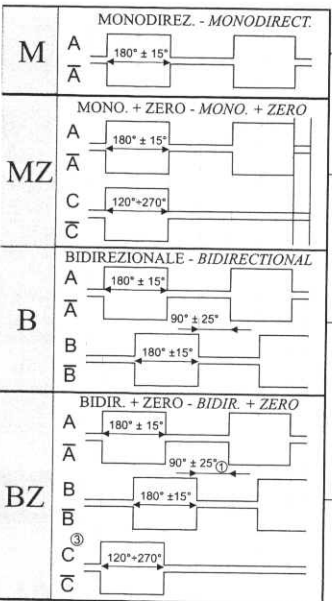 M
MONODIREZ. - MONODIRECT.
A
180° ± 15°
A̅
MZ
MONO. + ZERO - MONO. + ZERO
A
180° ± 15°
A̅
C
120°÷270°
C̅
B
BIDIREZIONALE - BIDIRECTIONAL
A
180° ± 15°
A̅
90° ± 25°
B
180° ±15°
B̅
BZ
BIDIR. + ZERO - BIDIR. + ZERO
A
180° ± 15°
A̅
90° ± 25° ①
B
180° ±15°
B̅
③
C
120°÷270°
C̅